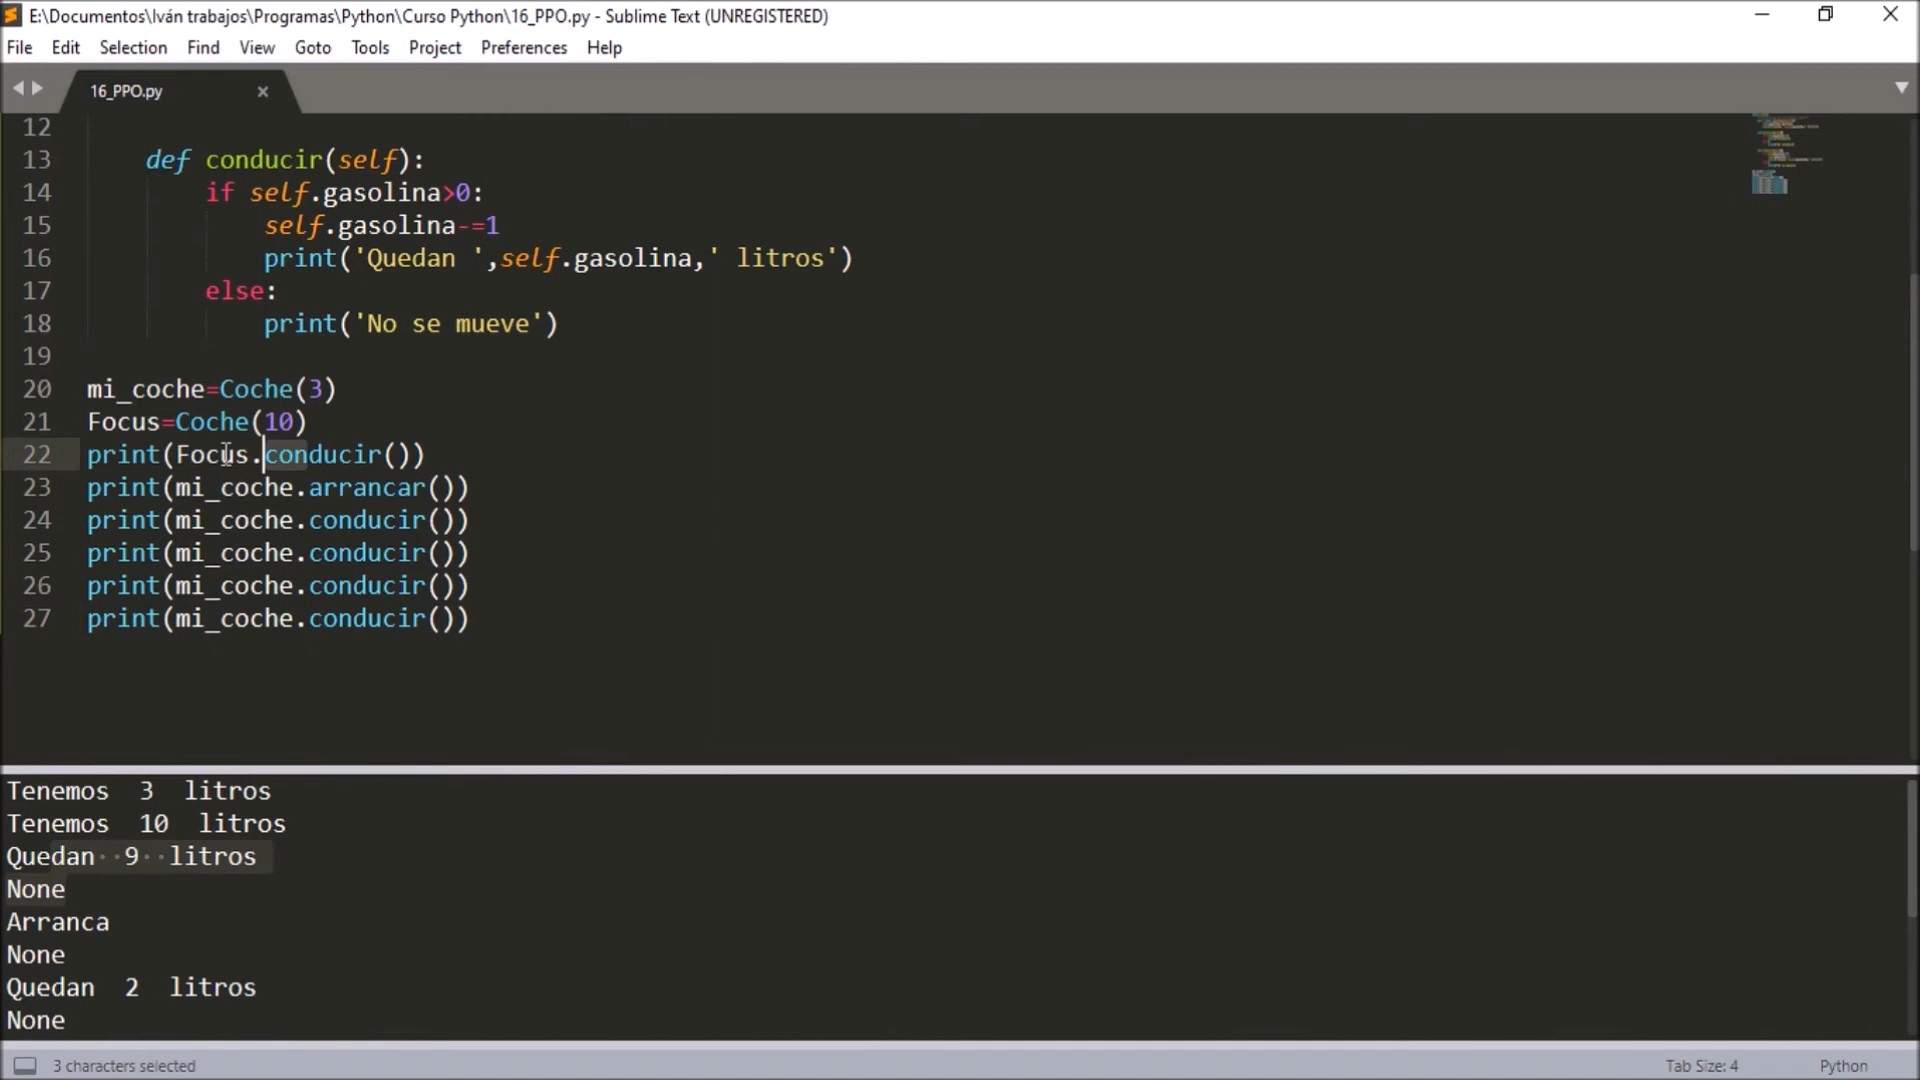 E:\Documentos\Iván trabajos\Programas\Python\Curso Python\16_PPO.py - Sublime Text (UNREGISTERED)
File Edit Selection Find View Goto Tools Project Preferences Help
16_PPO.py
12
13 def conducir(self):
14 if self.gasolina>0:
15 self.gasolina-=1
16 print('Quedan ',self.gasolina,' litros')
17 else:
18 print('No se mueve')
19
20 mi_coche=Coche(3)
21 Focus=Coche(10)
22 print(Focus.conducir())
23 print(mi_coche.arrancar())
24 print(mi_coche.conducir())
25 print(mi_coche.conducir())
26 print(mi_coche.conducir())
27 print(mi_coche.conducir())
Tenemos  3  litros
Tenemos  10  litros
Quedan··9··litros
None
Arranca
None
Quedan  2  litros
None
3 characters selected Tab Size: 4 Python